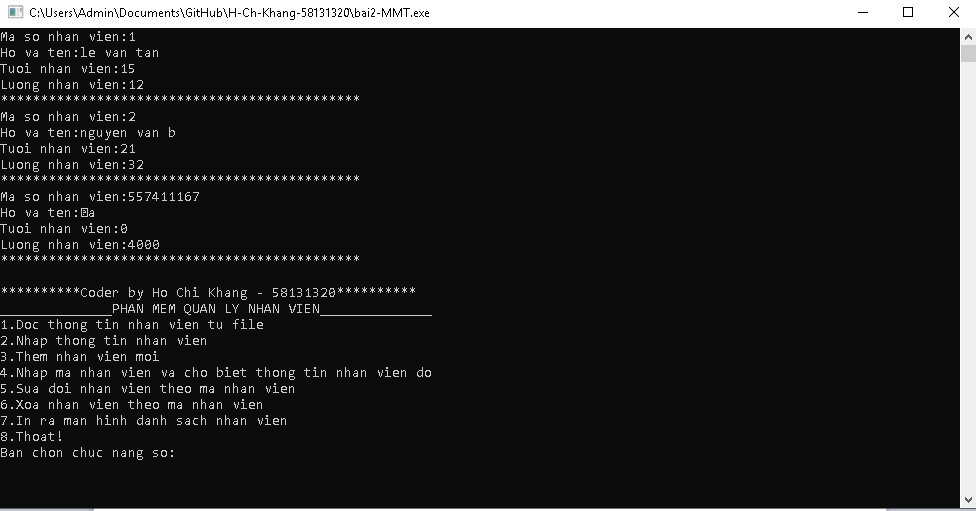 C:\Users\Admin\Documents\GitHub\H-Ch-Khang-58131320\bai2-MMT.exe
Ma so nhan vien:1
Ho va ten:le van tan
Tuoi nhan vien:15
Luong nhan vien:12
*********************************************
Ma so nhan vien:2
Ho va ten:nguyen van b
Tuoi nhan vien:21
Luong nhan vien:32
*********************************************
Ma so nhan vien:557411167
Ho va ten:a
Tuoi nhan vien:0
Luong nhan vien:4000
*********************************************
**********Coder by Ho Chi Khang - 58131320**********
______________PHAN MEM QUAN LY NHAN VIEN______________
1.Doc thong tin nhan vien tu file
2.Nhap thong tin nhan vien
3.Them nhan vien moi
4.Nhap ma nhan vien va cho biet thong tin nhan vien do
5.Sua doi nhan vien theo ma nhan vien
6.Xoa nhan vien theo ma nhan vien
7.In ra man hinh danh sach nhan vien
8.Thoat!
Ban chon chuc nang so: